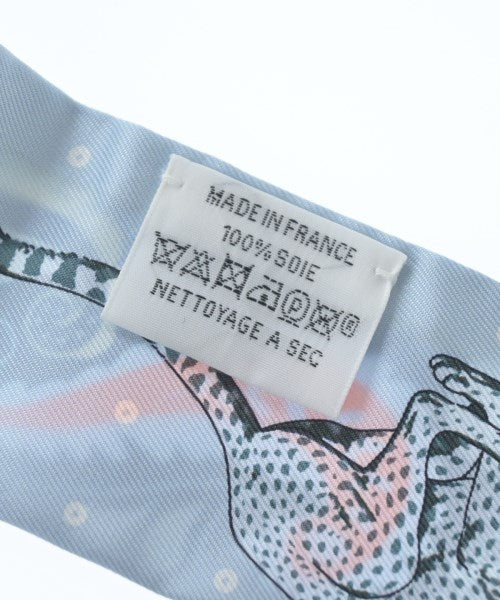 MADE IN FRANCE
100% SOIE
Ⓟ ®
NETTOYAGE A SEC